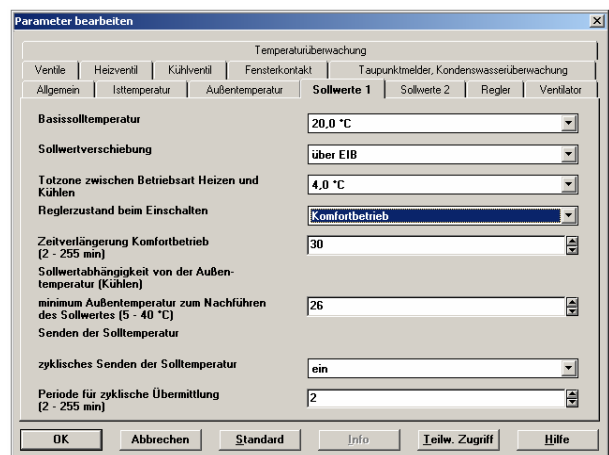 Parameter bearbeiten
Temperaturüberwachung
Ventile Heizventil Kühlventil Fensterkontakt Taupunktmelder, Kondenswasserüberwachung
Allgemein Isttemperatur Außentemperatur Sollwerte 1 Sollwerte 2 Regler Ventilator
Basissolltemperatur 20,0 °C
Sollwertverschiebung über EIB
Totzone zwischen Betriebsart Heizen und 4,0 °C
Kühlen
Reglerzustand beim Einschalten Komfortbetrieb
Zeitverlängerung Komfortbetrieb 30
(2 - 255 min)
Sollwertabhängigkeit von der Außen-
temperatur (Kühlen)
minimum Außentemperatur zum Nachführen 26
des Sollwertes (5 - 40 °C)
Senden der Solltemperatur
zyklisches Senden der Solltemperatur ein
Periode für zyklische Übermittlung 2
(2 - 255 min)
OK Abbrechen Standard Info Teilw. Zugriff Hilfe